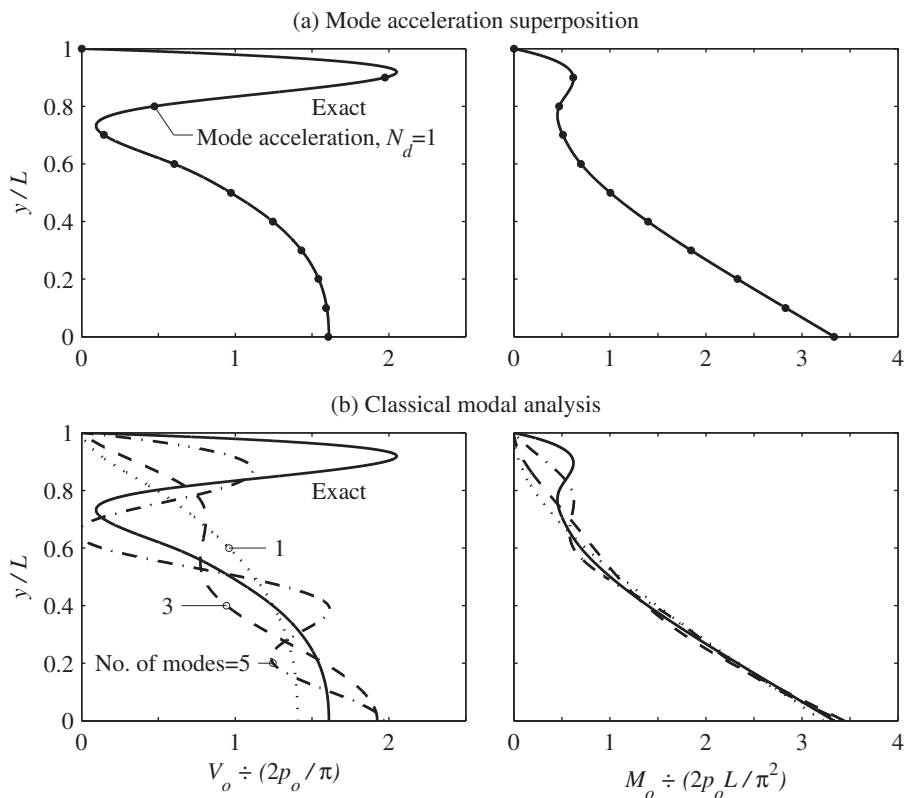 (a) Mode acceleration superposition
1
0.8
0.6
0.4
0.2
0
y / L
Exact
Mode acceleration, N_d=1
0 1 2
0 1 2 3 4
(b) Classical modal analysis
1
0.8
0.6
0.4
0.2
0
y / L
Exact
1
3
No. of modes=5
0 1 2
0 1 2 3 4
V_o ÷ (2p_o / π)
M_o ÷ (2p_o L / π²)